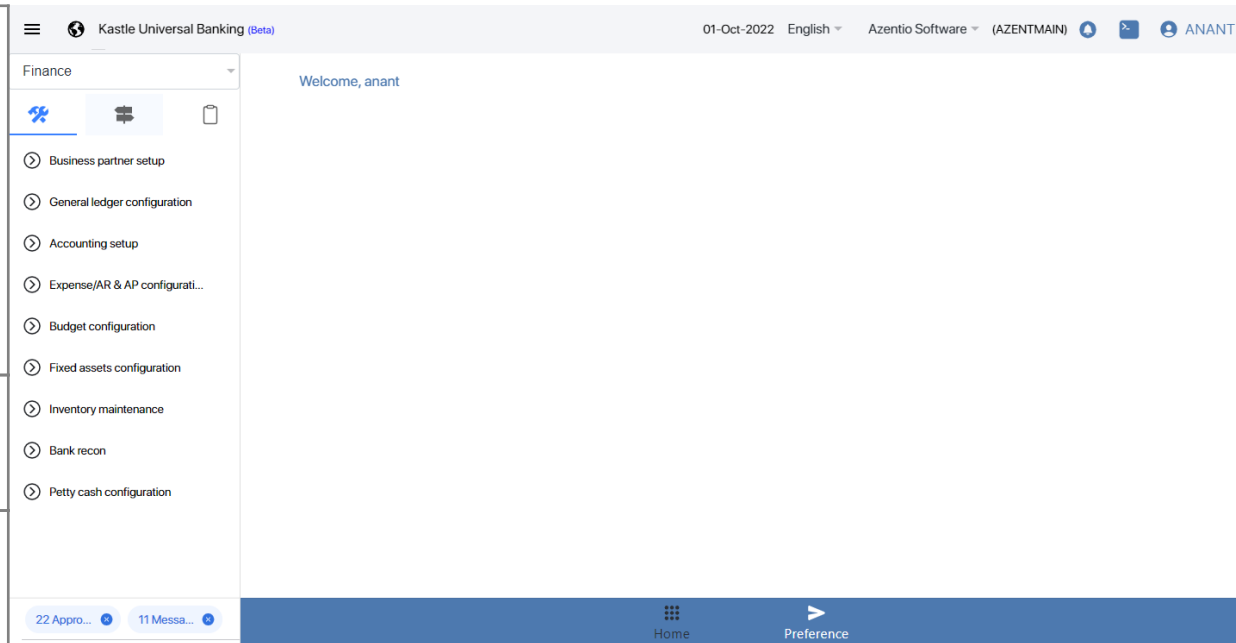 Kastle Universal Banking (Beta)
01-Oct-2022 English Azentio Software (AZENTMAIN) ANANT
Finance
Welcome, anant
Business partner setup
General ledger configuration
Accounting setup
Expense/AR & AP configurati...
Budget configuration
Fixed assets configuration
Inventory maintenance
Bank recon
Petty cash configuration
22 Appro... 11 Messa...
Home Preference